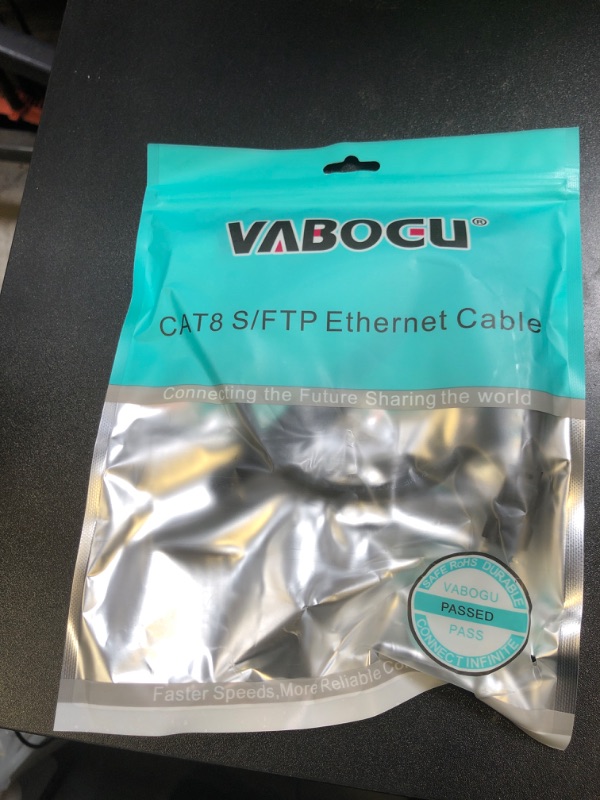 VABOGU®
CAT8 S/FTP Ethernet Cable
Connecting the Future Sharing the world
SAFE RoHS DURABLE
VABOGU
PASSED
PASS
CONNECT INFINITE
Faster Speeds,More Reliable